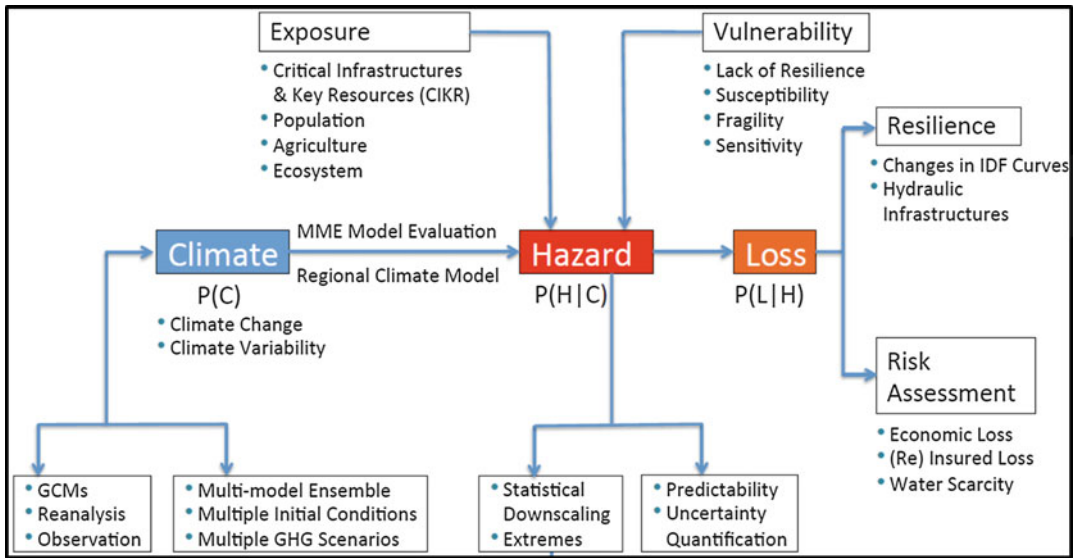 Exposure
• Critical Infrastructures
& Key Resources (CIKR)
• Population
• Agriculture
• Ecosystem
Vulnerability
• Lack of Resilience
• Susceptibility
• Fragility
• Sensitivity
Resilience
• Changes in IDF Curves
• Hydraulic
Infrastructures
Climate
P(C)
• Climate Change
• Climate Variability
MME Model Evaluation
Regional Climate Model
Hazard
P(H|C)
Loss
P(L|H)
Risk
Assessment
• Economic Loss
• (Re) Insured Loss
• Water Scarcity
• GCMs
• Reanalysis
• Observation
• Multi-model Ensemble
• Multiple Initial Conditions
• Multiple GHG Scenarios
• Statistical
Downscaling
• Extremes
• Predictability
• Uncertainty
Quantification